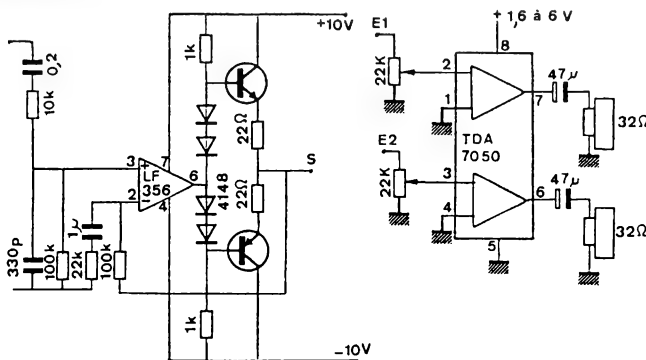 +10V
1k
0,2
10k
22Ω
3
+
7
LF
356
6
S
2
-
4
22Ω
4148
1µ
330p
100k
22k
100k
1k
-10V
+ 1,6 à 6 V
E1
8
22K
2
47µ
1
7
32Ω
TDA
7050
E2
3
6
47µ
22K
4
32Ω
5